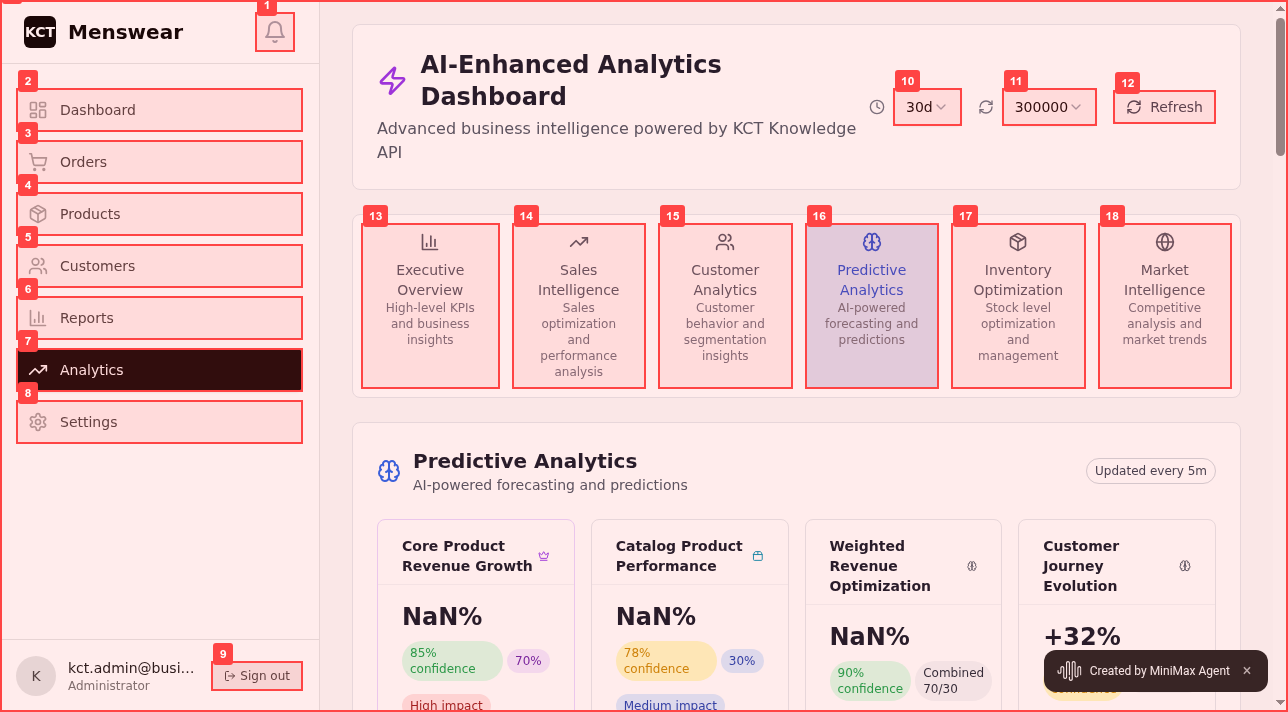 KCT Menswear
1
2
Dashboard
3
Orders
4
Products
5
Customers
6
Reports
7
Analytics
8
Settings
9
K
kct.admin@busi...
Administrator
Sign out
AI-Enhanced Analytics
Dashboard
Advanced business intelligence powered by KCT Knowledge
API
10
30d
11
300000
12
Refresh
13
Executive
Overview
High-level KPIs
and business
insights
14
Sales
Intelligence
Sales
optimization
and
performance
analysis
15
Customer
Analytics
Customer
behavior and
segmentation
insights
16
Predictive
Analytics
AI-powered
forecasting and
predictions
17
Inventory
Optimization
Stock level
optimization
and
management
18
Market
Intelligence
Competitive
analysis and
market trends
Predictive Analytics
AI-powered forecasting and predictions
Updated every 5m
Core Product
Revenue Growth
NaN%
85%
confidence
70%
High impact
Catalog Product
Performance
NaN%
78%
confidence
30%
Medium impact
Weighted
Revenue
Optimization
NaN%
90%
confidence
Combined
70/30
Customer
Journey
Evolution
+32%
Created by MiniMax Agent ×